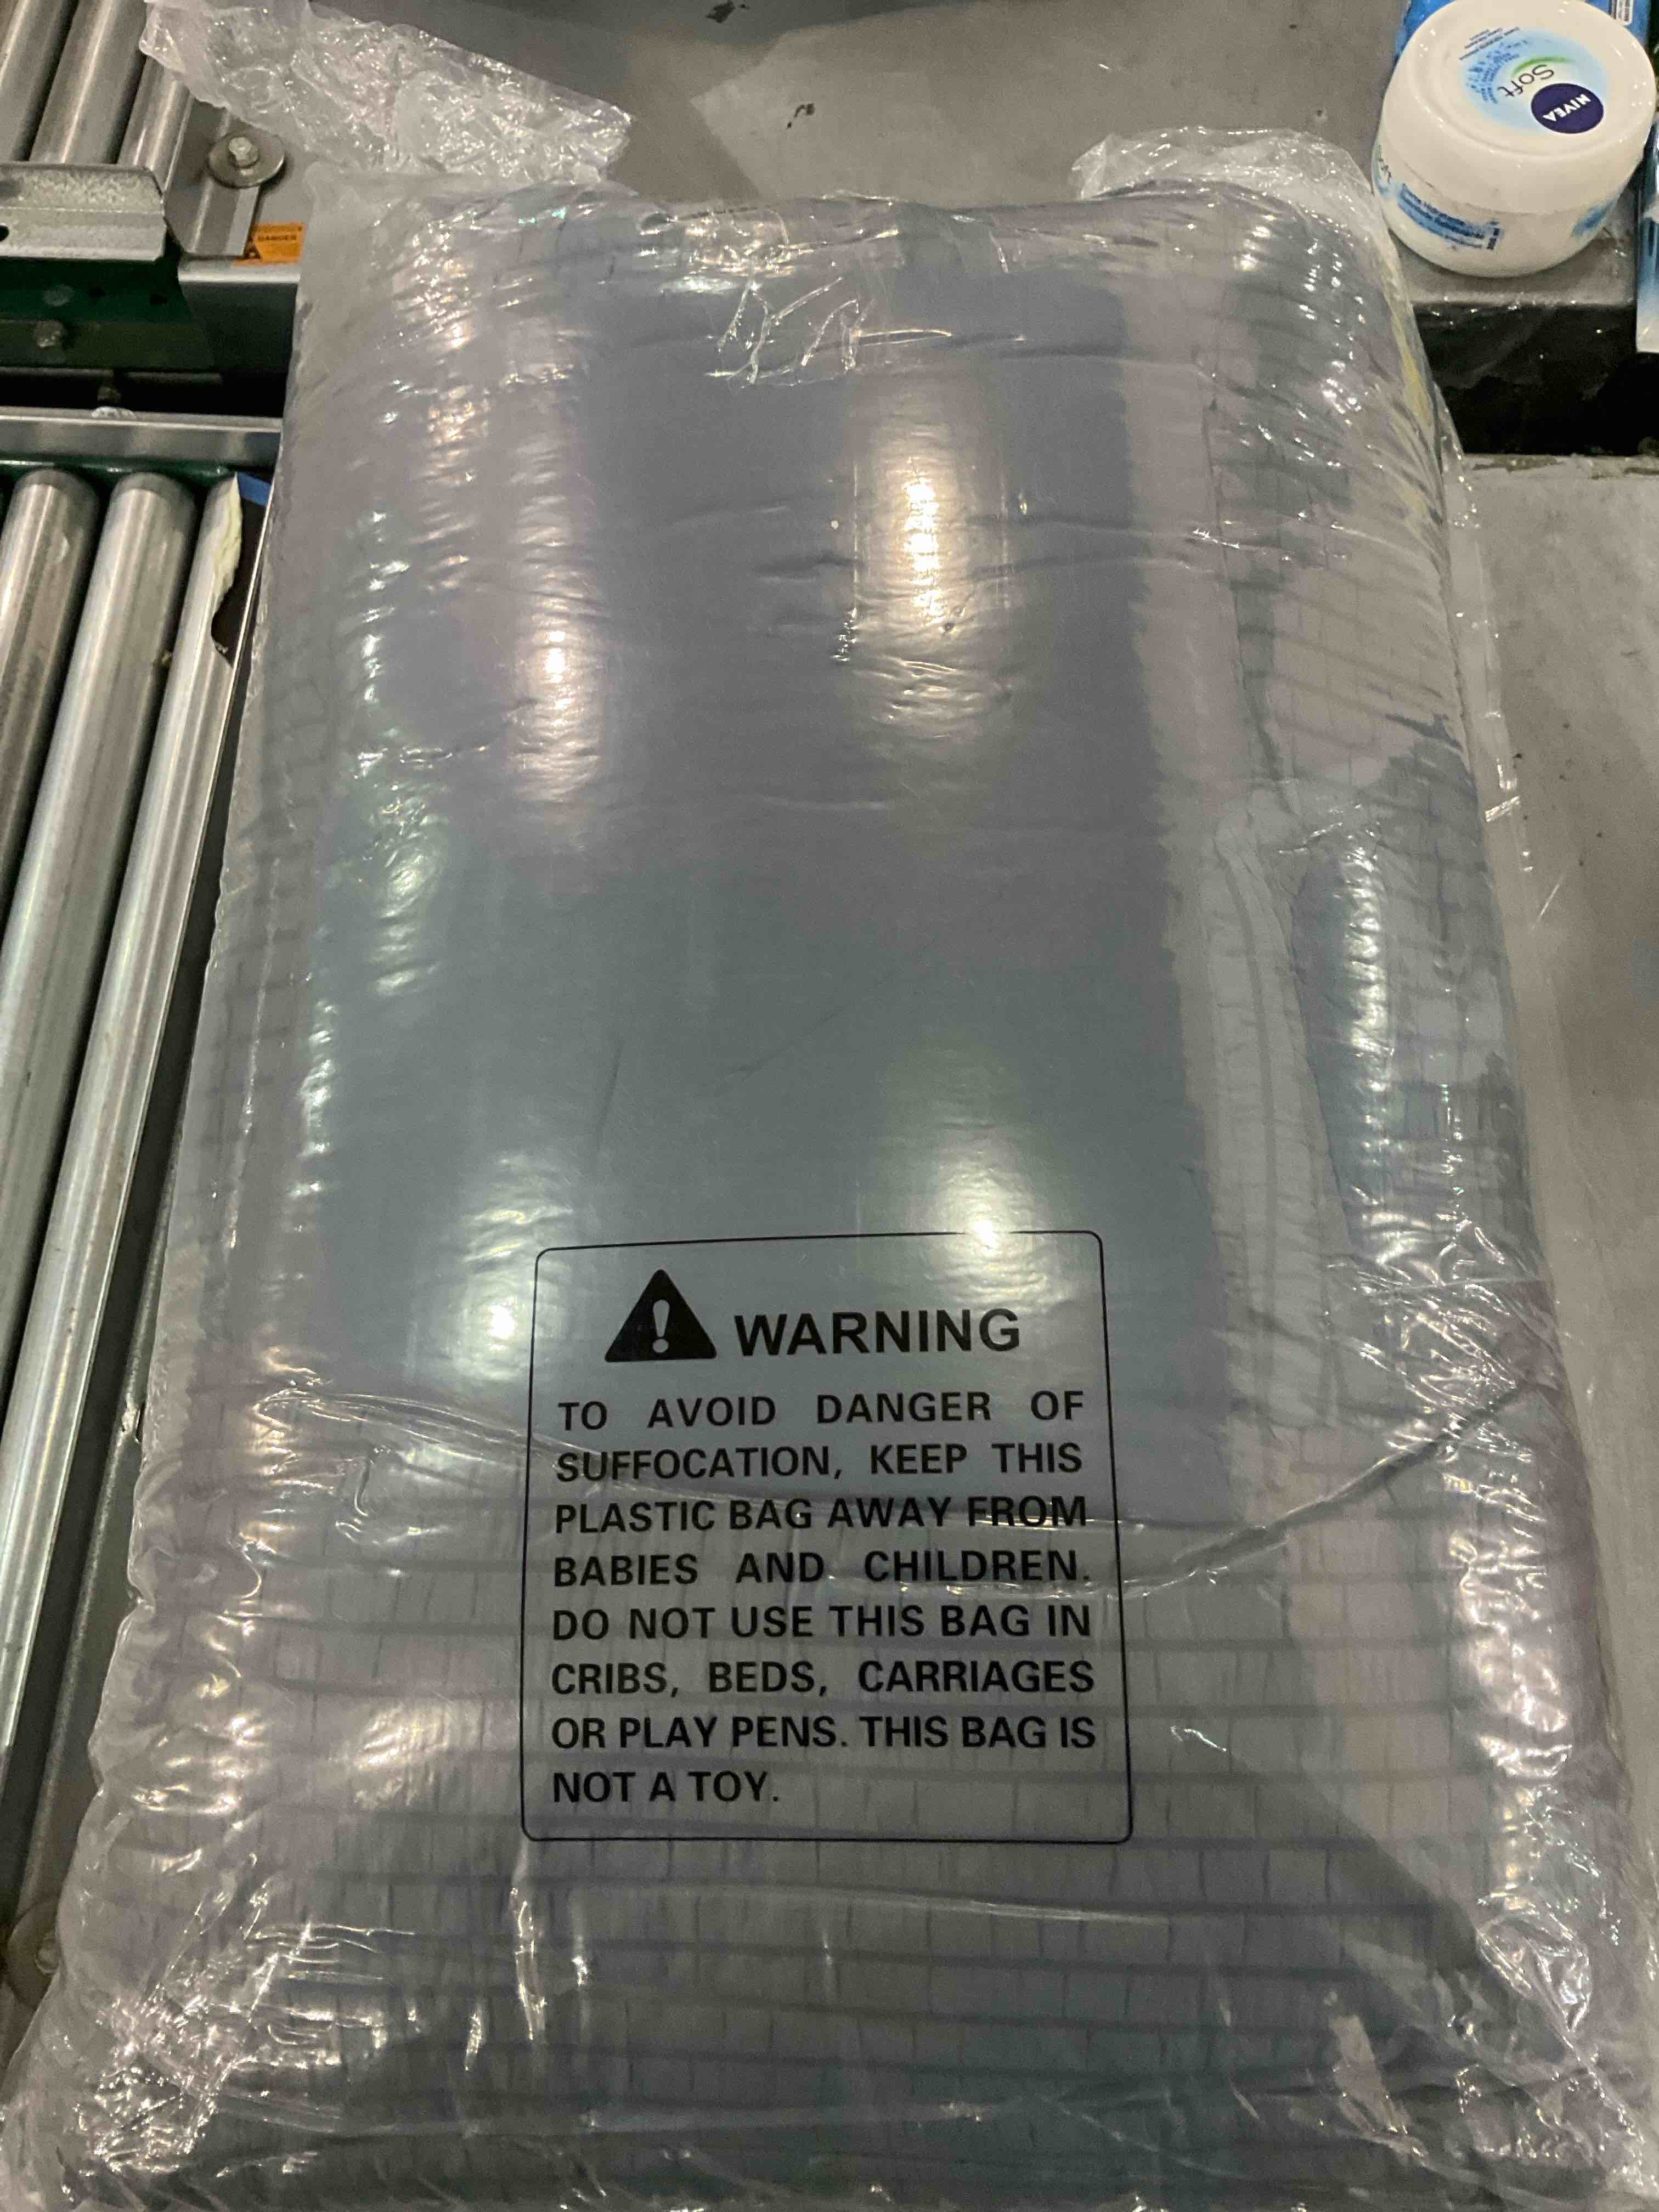 NIVEA
Soft
DANGER
WARNING
TO AVOID DANGER OF
SUFFOCATION, KEEP THIS
PLASTIC BAG AWAY FROM
BABIES AND CHILDREN.
DO NOT USE THIS BAG IN
CRIBS, BEDS, CARRIAGES
OR PLAY PENS. THIS BAG IS
NOT A TOY.